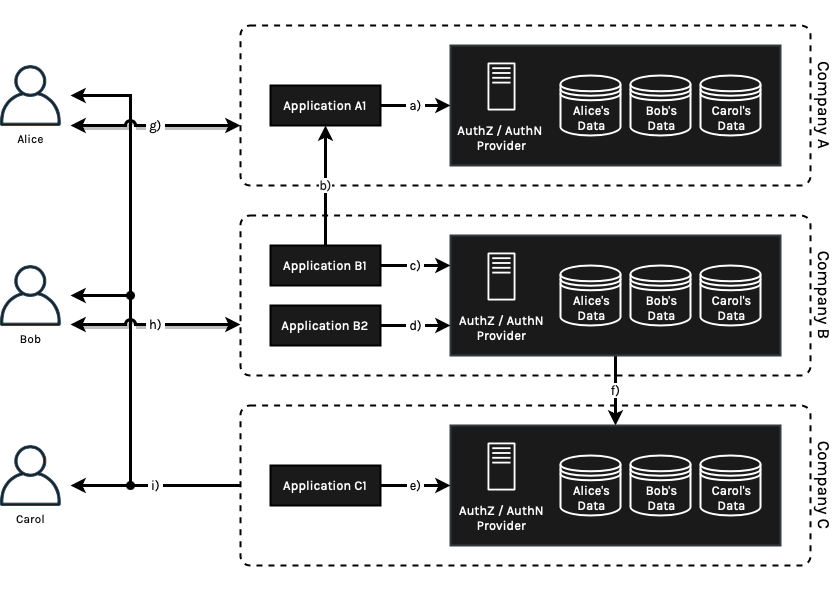 Alice
g)
Application A1
a)
AuthZ / AuthN
Provider
Alice's
Data
Bob's
Data
Carol's
Data
Company A
b)
Bob
h)
Application B1
c)
Application B2
d)
AuthZ / AuthN
Provider
Alice's
Data
Bob's
Data
Carol's
Data
Company B
f)
Carol
i)
Application C1
e)
AuthZ / AuthN
Provider
Alice's
Data
Bob's
Data
Carol's
Data
Company C